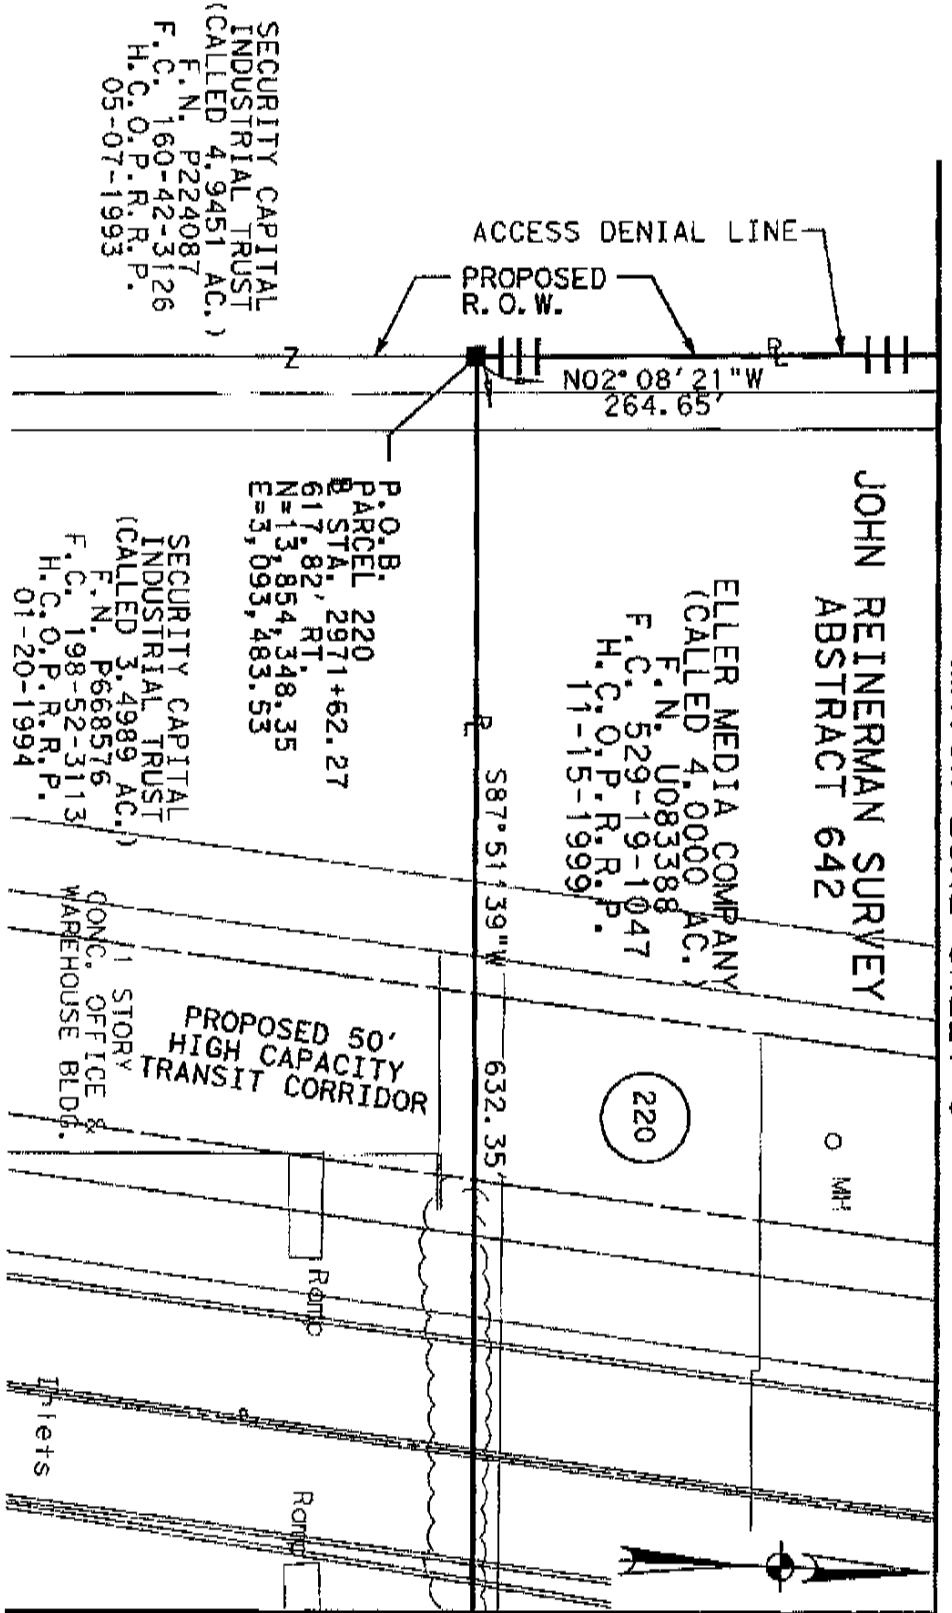 SECURITY CAPITAL
INDUSTRIAL TRUST
(CALLED 4.9451 AC.)
F.N. P224087
F.C. 160-42-3126
H.C.O.P.R.R.P.
05-07-1993
ACCESS DENIAL LINE
PROPOSED
R.O.W.
N02°08'21"W
264.65'
P.O.B.
PARCEL 220
STA. 2971+62.27
617.82' RT.
N=13,854,348.35
E=3,093,483.53
JOHN REINERMAN SURVEY
ABSTRACT 642
ELLER MEDIA COMPANY
(CALLED 4.0000 AC.)
F.N. U083388
F.C. 529-19-1047
H.C.O.P.R.R.P.
11-15-1999
S87°51'39"W 632.35'
SECURITY CAPITAL
INDUSTRIAL TRUST
(CALLED 3.4989 AC.)
F.N. P668576
F.C. 198-52-3113
H.C.O.P.R.R.P.
01-20-1994
1 STORY
CONC. OFFICE &
WAREHOUSE BLDG.
PROPOSED 50'
HIGH CAPACITY
TRANSIT CORRIDOR
220
MH
Ramp
Inlets
Ramp
Z